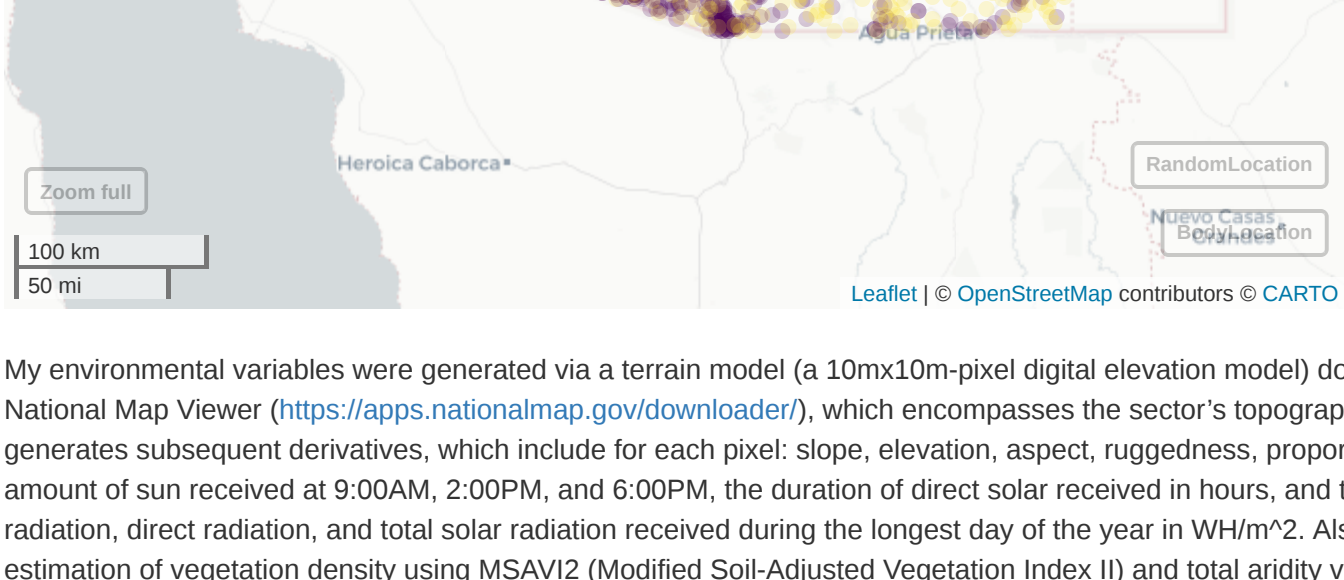 Agua Prieta
RandomLocation
Heroica Caborca
Zoom full
Nuevo Casas
Grandes
BodyLocation
100 km
50 mi
Leaflet | © OpenStreetMap contributors © CARTO
My environmental variables were generated via a terrain model (a 10mx10m-pixel digital elevation model) do
National Map Viewer (https://apps.nationalmap.gov/downloader/), which encompasses the sector's topograp
generates subsequent derivatives, which include for each pixel: slope, elevation, aspect, ruggedness, propor
amount of sun received at 9:00AM, 2:00PM, and 6:00PM, the duration of direct solar received in hours, and t
radiation, direct radiation, and total solar radiation received during the longest day of the year in WH/m^2. Als
estimation of vegetation density using MSAVI2 (Modified Soil-Adjusted Vegetation Index II) and total aridity v